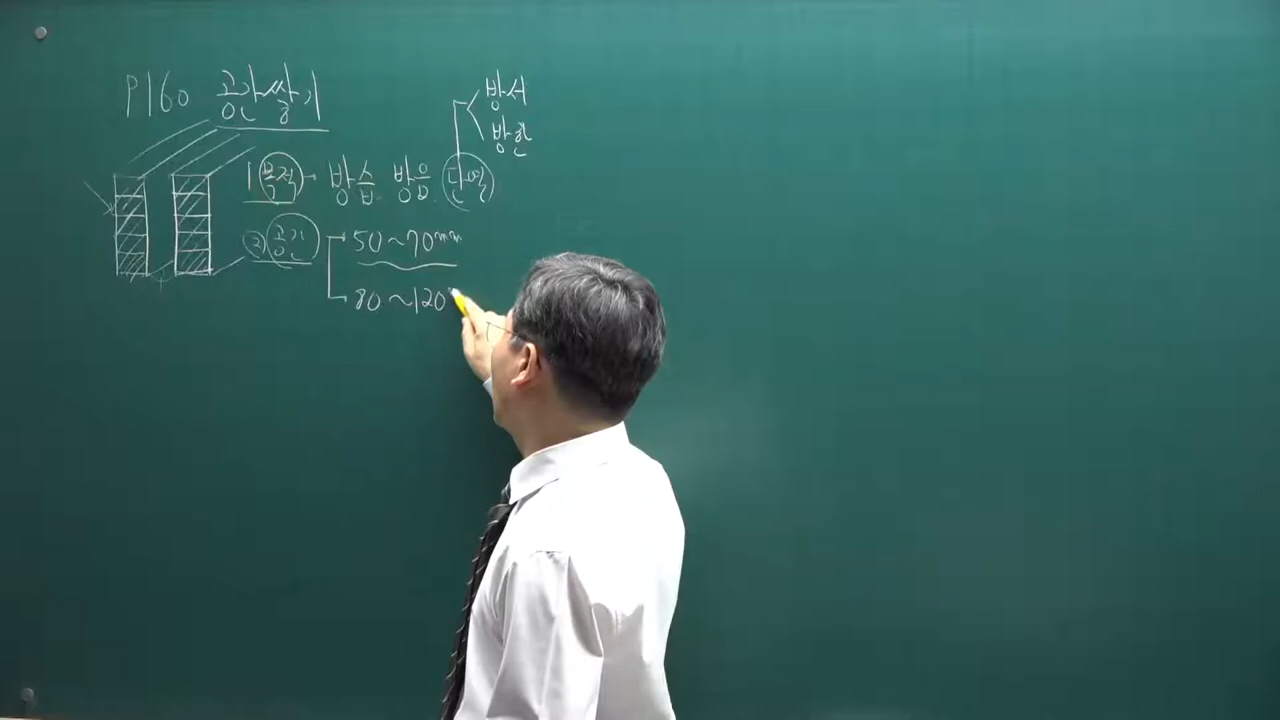 P160 공간쌓기
방서
방한
1 목적 - 방습 방음 단열
2) 공간 50~70mm
80~120